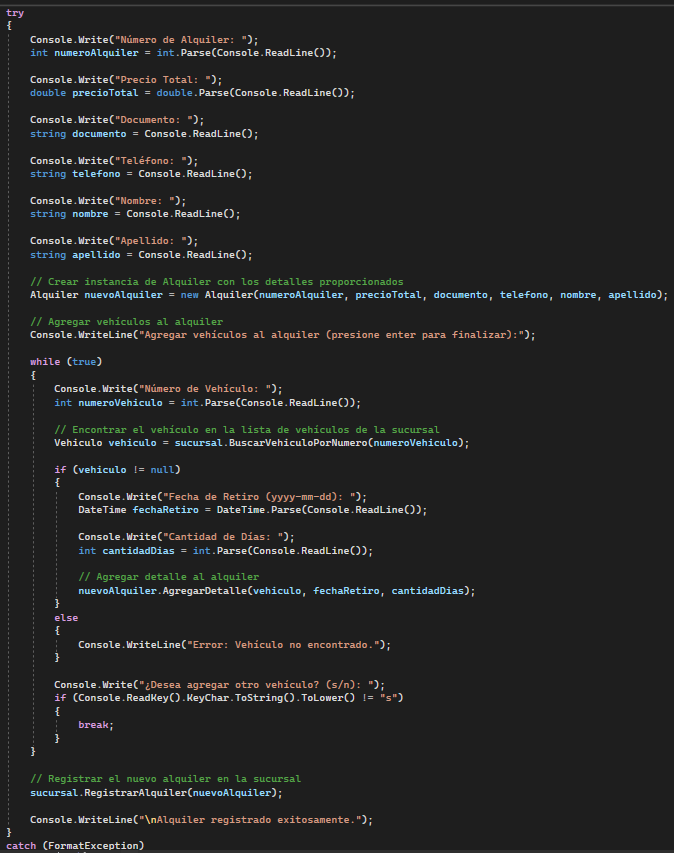 try
{
Console.Write("Número de Alquiler: ");
int numeroAlquiler = int.Parse(Console.ReadLine());
Console.Write("Precio Total: ");
double precioTotal = double.Parse(Console.ReadLine());
Console.Write("Documento: ");
string documento = Console.ReadLine();
Console.Write("Teléfono: ");
string telefono = Console.ReadLine();
Console.Write("Nombre: ");
string nombre = Console.ReadLine();
Console.Write("Apellido: ");
string apellido = Console.ReadLine();
// Crear instancia de Alquiler con los detalles proporcionados
Alquiler nuevoAlquiler = new Alquiler(numeroAlquiler, precioTotal, documento, telefono, nombre, apellido);
// Agregar vehículos al alquiler
Console.WriteLine("Agregar vehículos al alquiler (presione enter para finalizar):");
while (true)
{
Console.Write("Número de Vehículo: ");
int numeroVehiculo = int.Parse(Console.ReadLine());
// Encontrar el vehículo en la lista de vehículos de la sucursal
Vehiculo vehiculo = sucursal.BuscarVehiculoPorNumero(numeroVehiculo);
if (vehiculo != null)
{
Console.Write("Fecha de Retiro (yyyy-mm-dd): ");
DateTime fechaRetiro = DateTime.Parse(Console.ReadLine());
Console.Write("Cantidad de Días: ");
int cantidadDias = int.Parse(Console.ReadLine());
// Agregar detalle al alquiler
nuevoAlquiler.AgregarDetalle(vehiculo, fechaRetiro, cantidadDias);
}
else
{
Console.WriteLine("Error: Vehículo no encontrado.");
}
Console.Write("¿Desea agregar otro vehículo? (s/n): ");
if (Console.ReadKey().KeyChar.ToString().ToLower() != "s")
{
break;
}
}
// Registrar el nuevo alquiler en la sucursal
sucursal.RegistrarAlquiler(nuevoAlquiler);
Console.WriteLine("\nAlquiler registrado exitosamente.");
}
catch (FormatException)